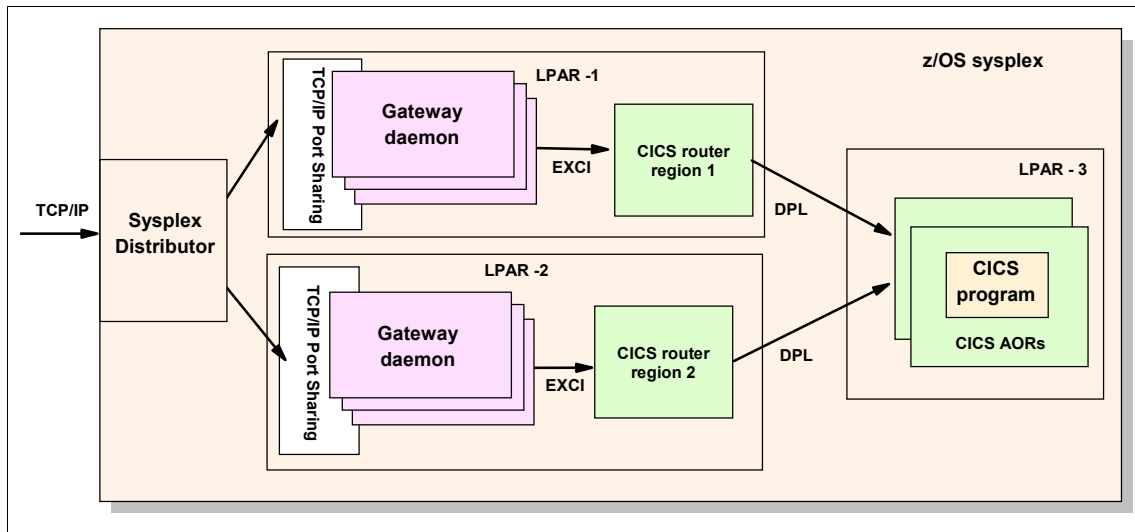 z/OS sysplex
TCP/IP
Sysplex
Distributor
LPAR -1
TCP/IP Port Sharing
Gateway
daemon
EXCI
CICS router
region 1
DPL
LPAR -2
TCP/IP Port Sharing
Gateway
daemon
EXCI
CICS router
region 2
DPL
LPAR - 3
CICS
program
CICS AORs